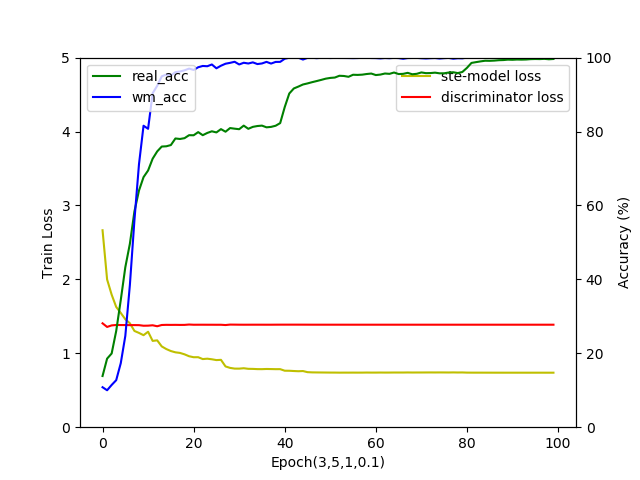 real_acc
wm_acc
ste-model loss
discriminator loss
5
4
3
2
1
0
Train Loss
100
80
60
40
20
0
Accuracy (%)
0 20 40 60 80 100
Epoch(3,5,1,0.1)